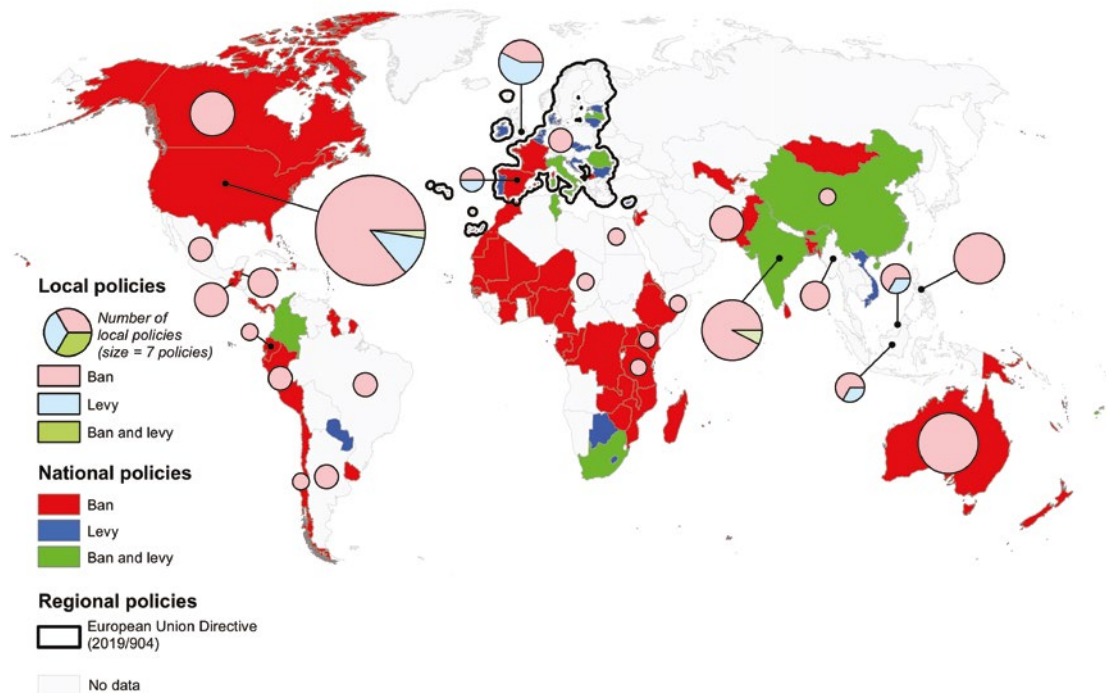 Local policies
Number of
local policies
(size = 7 policies)
Ban
Levy
Ban and levy
National policies
Ban
Levy
Ban and levy
Regional policies
European Union Directive
(2019/904)
No data